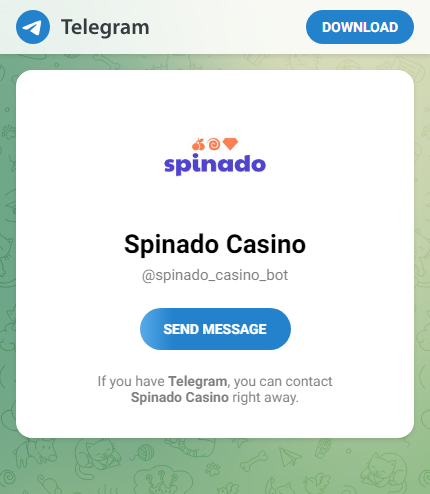 Telegram
DOWNLOAD
spinado
Spinado Casino
@spinado_casino_bot
SEND MESSAGE
If you have Telegram, you can contact
Spinado Casino right away.